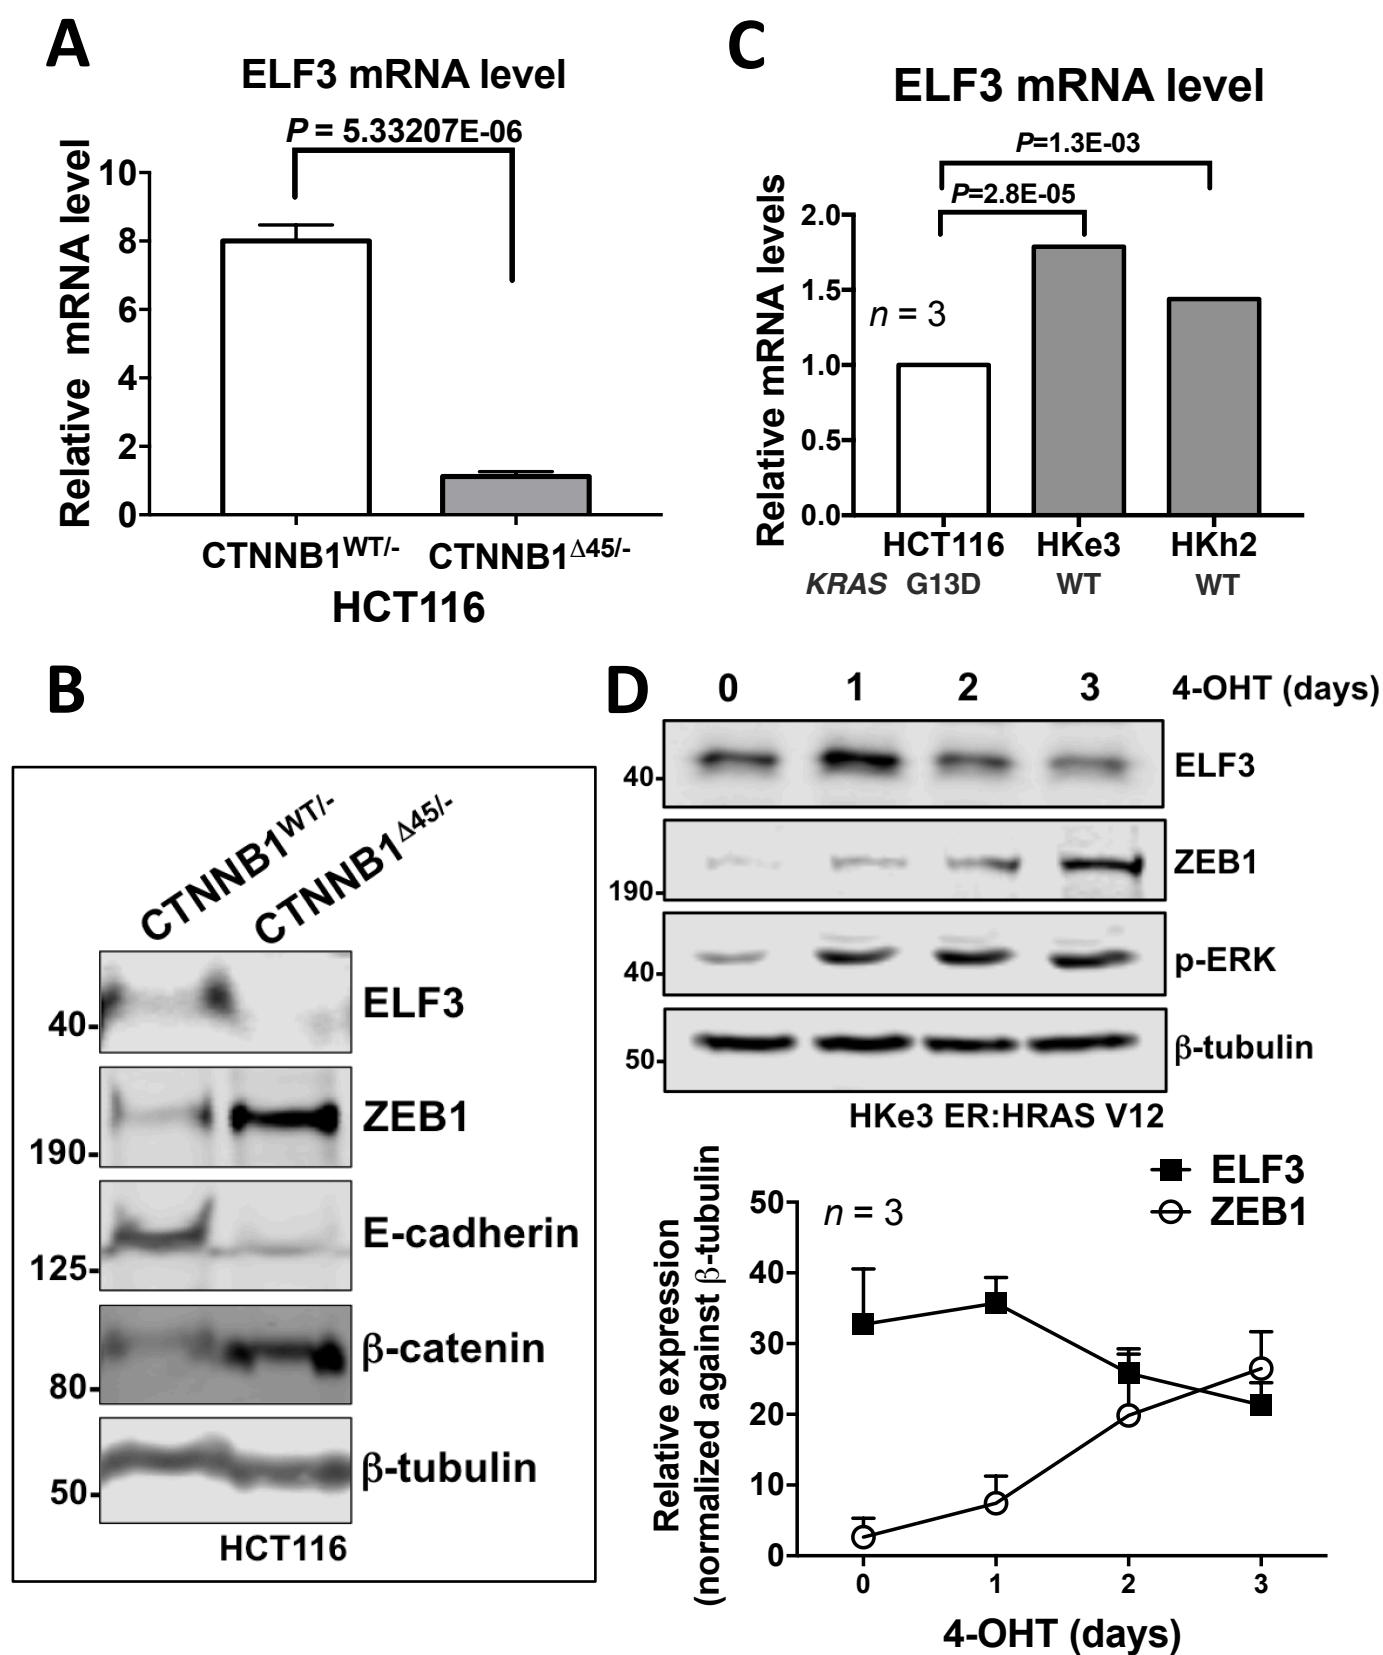 A
ELF3 mRNA level
P = 5.33207E-06
Relative mRNA level
10
8
6
4
2
0
CTNNB1WT/- CTNNB1Δ45/-
HCT116
C
ELF3 mRNA level
P=1.3E-03
P=2.8E-05
Relative mRNA levels
2.0
1.5
n = 3
1.0
0.5
0.0
HCT116 HKe3 HKh2
KRAS G13D WT WT
B
CTNNB1WT/-
CTNNB1Δ45/-
40- ELF3
190- ZEB1
125- E-cadherin
80- β-catenin
50- β-tubulin
HCT116
D
0 1 2 3 4-OHT (days)
40- ELF3
190- ZEB1
40- p-ERK
50- β-tubulin
HKe3 ER:HRAS V12
Relative expression
(normalized against β-tubulin
ELF3
ZEB1
n = 3
50
40
30
20
10
0
0 1 2 3
4-OHT (days)